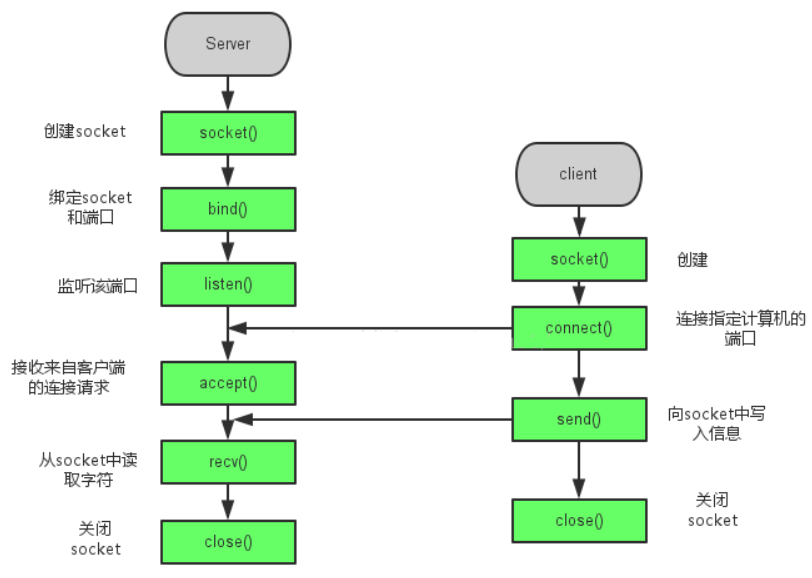 Server
创建socket
socket()
client
绑定socket
和端口
bind()
socket()
创建
监听该端口
listen()
connect()
连接指定计算机的
端口
接收来自客户端
的连接请求
accept()
send()
向socket中写
入信息
从socket中读
取字符
recv()
关闭
socket
close()
close()
关闭
socket